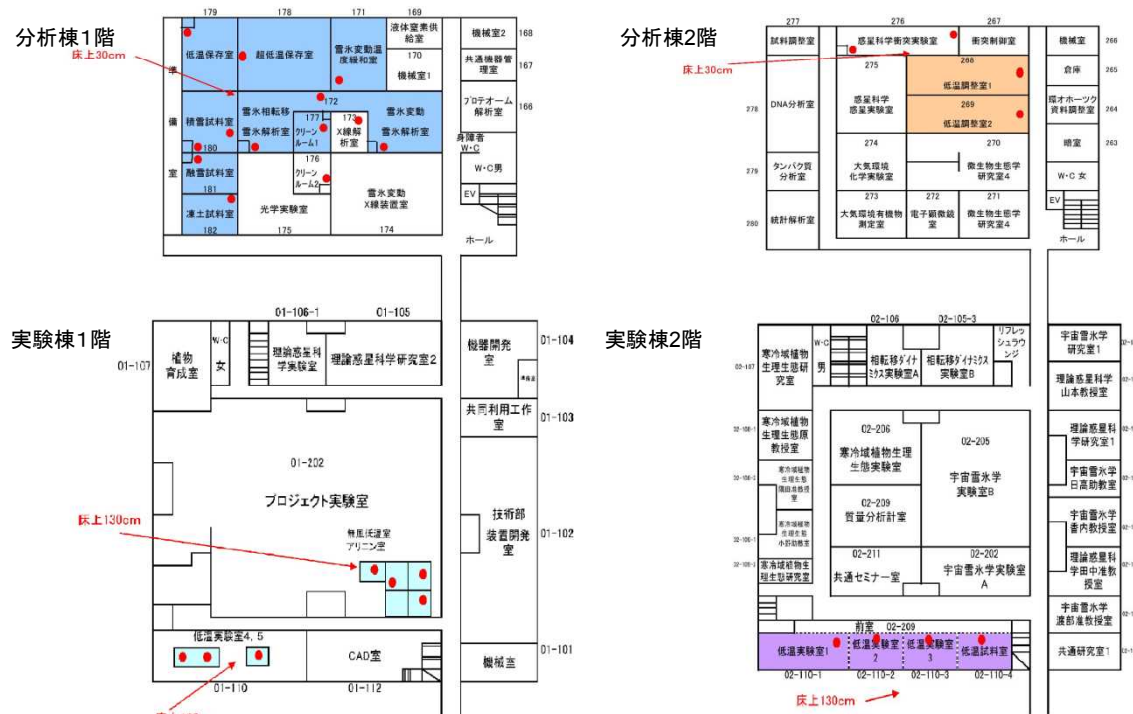 分析棟1階
179
178
171
169
低温保存室
超低温保存室
雪氷変動温
度緩和室
液体窒素供
給室
170
機械室1
機械室2
168
共通機器管
理室
167
プロテオーム
解析室
166
床上30cm
準
備
室
積雪試料室
180
融雪試料室
181
凍土試料室
182
172
雪氷相転移
雪氷解析室
177
クリーン
ルーム1
173
X線解
析室
雪氷変動
雪氷解析室
176
クリーン
ルーム2
光学実験室
175
雪氷変動
X線装置室
174
身障者
W・C
W・C男
EV
ホール
分析棟2階
277
276
267
試料調整室
惑星科学衝突実験室
衝突制御室
機械室
266
床上30cm
275
惑星科学
惑星実験室
268
低温調整室1
269
低温調整室2
倉庫
265
環オホーツク
資料調整室
264
暗室
263
278
DNA分析室
279
タンパク質
分析室
280
統計解析室
274
大気環境
化学実験室
270
微生物生態学
研究室4
273
大気環境有機物
測定室
272
電子顕微鏡
室
271
微生物生態学
研究室4
W・C 女
EV
ホール
実験棟1階
01-106-1
01-105
01-107
植物
育成室
W・C
女
理論惑星科
学実験室
理論惑星科学研究室2
機器開発
室
01-104
共同利用工作
室
01-103
01-202
プロジェクト実験室
床上130cm
無風低温室
アリニン室
技術部
装置開発
室
01-102
低温実験室4, 5
01-110
CAD室
01-112
機械室
01-101
実験棟2階
02-106
02-105-3
寒冷域植物
生理生態研
究室
W・C
男
相転移ダイナ
ミクス実験室A
相転移ダイナミクス
実験室B
リフレッ
シュラウ
ンジ
宇宙雪氷学
研究室1
理論惑星科学
山本教授室
寒冷域植物
生理生態原
教授室
02-206
寒冷域植物生理
生態実験室
02-205
宇宙雪氷学
実験室B
理論惑星科
学研究室1
宇宙雪氷学
日高助教室
02-209
質量分析計室
宇宙雪氷学
香内教授室
02-211
共通セミナー室
02-202
宇宙雪氷学実験室
A
理論惑星科
学田中准教
授室
寒冷域植物生
理生態研究室
宇宙雪氷学
渡部准教授室
前室 02-209
低温実験室1
低温実験室
2
低温実験室
3
低温試料室
共通研究室1
02-110-1
02-110-2
02-110-3
02-110-4
床上130cm